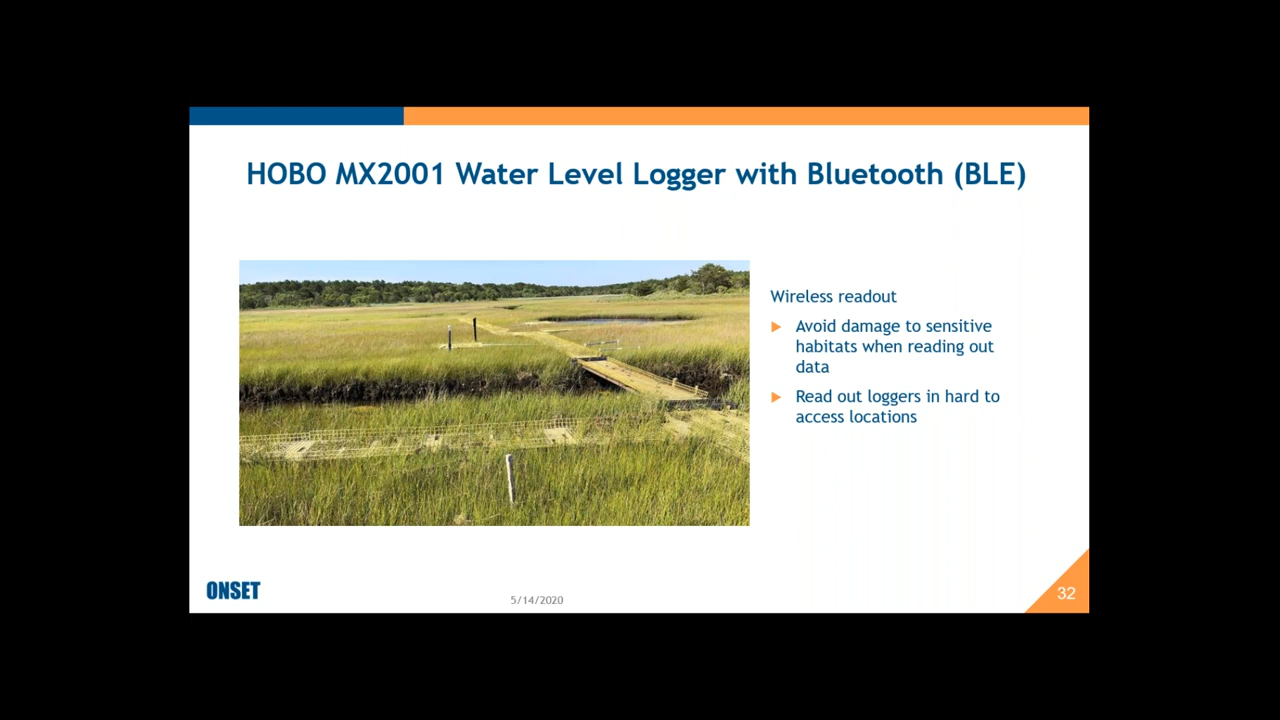 HOBO MX2001 Water Level Logger with Bluetooth (BLE)
Wireless readout
Avoid damage to sensitive
habitats when reading out
data
Read out loggers in hard to
access locations
ONSET
5/14/2020
32